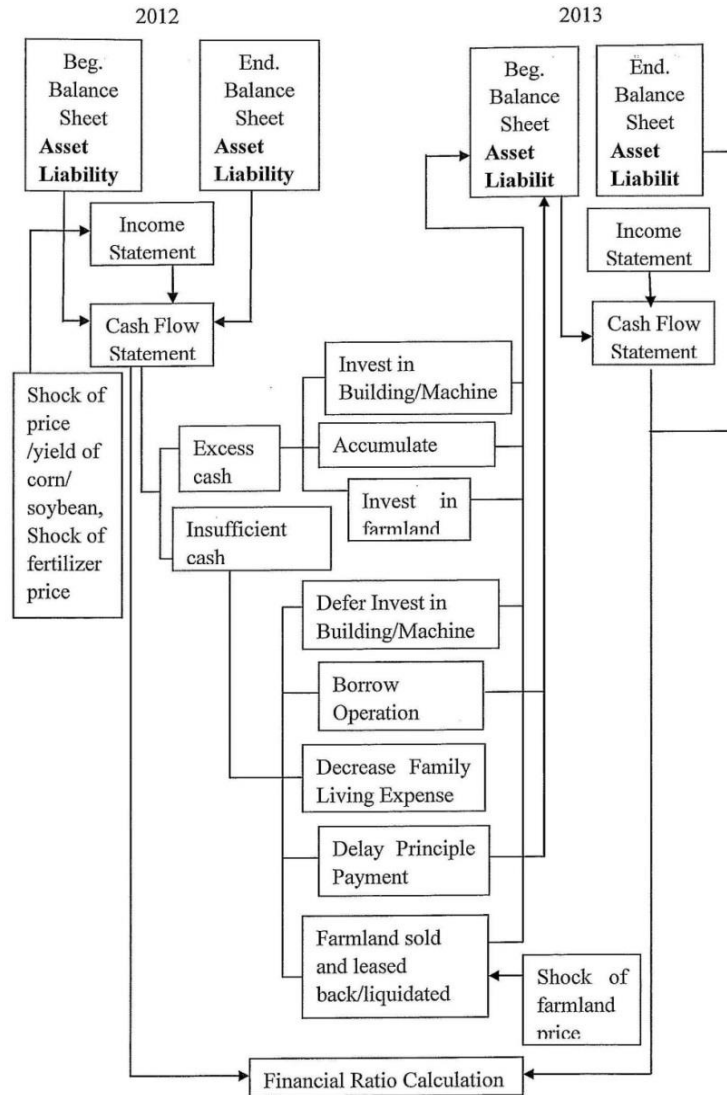 2012
2013
Beg.
Balance
Sheet
Asset
Liability
End.
Balance
Sheet
Asset
Liability
Beg.
Balance
Sheet
Asset
Liabilit
End.
Balance
Sheet
Asset
Liabilit
Income
Statement
Income
Statement
Cash Flow
Statement
Cash Flow
Statement
Shock of
price
/yield of
corn/
soybean,
Shock of
fertilizer
price
Excess
cash
Insufficient
cash
Invest in
Building/Machine
Accumulate
Invest in
farmland
Defer Invest in
Building/Machine
Borrow
Operation
Decrease Family
Living Expense
Delay Principle
Payment
Farmland sold
and leased
back/liquidated
Shock of
farmland
price
Financial Ratio Calculation